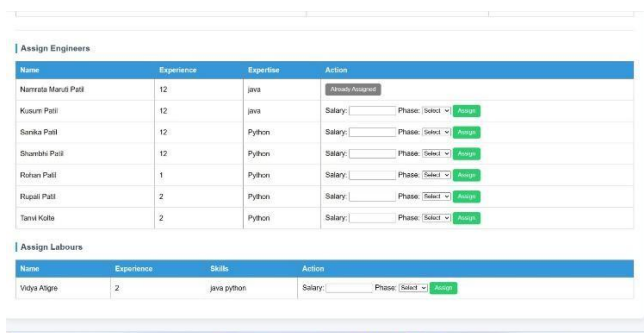 Assign Engineers
Name Experience Expertise Action
Namrata Maruti Patil 12 java Already Assigned
Kusum Patil 12 java Salary: Phase: Select Assign
Sanika Patil 12 Python Salary: Phase: Select Assign
Shambhi Patil 12 Python Salary: Phase: Select Assign
Rohan Patil 1 Python Salary: Phase: Select Assign
Rupali Patil 2 Python Salary: Phase: Select Assign
Tanvi Kolte 2 Python Salary: Phase: Select Assign
Assign Labours
Name Experience Skills Action
Vidya Atigre 2 java python Salary: Phase: Select Assign